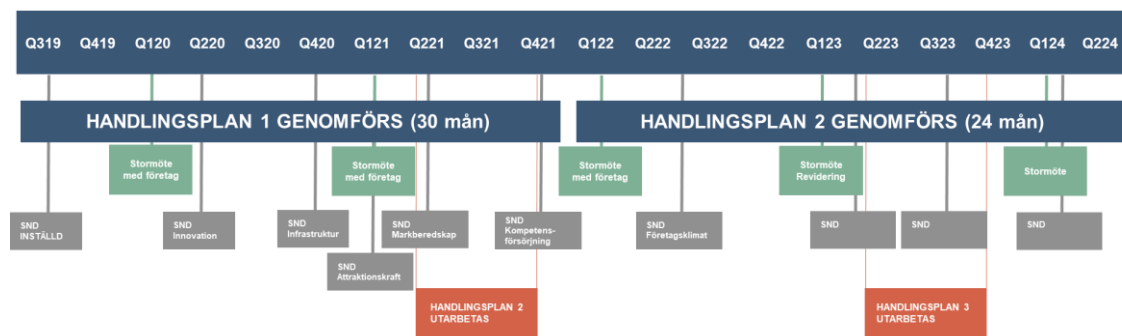 Q319 Q419 Q120 Q220 Q320 Q420 Q121 Q221 Q321 Q421 Q122 Q222 Q322 Q422 Q123 Q223 Q323 Q423 Q124 Q224
HANDLINGSPLAN 1 GENOMFÖRS (30 mån)
HANDLINGSPLAN 2 GENOMFÖRS (24 mån)
Stormöte
med företag
Stormöte
med företag
Stormöte
med företag
Stormöte
Revidering
Stormöte
SND
INSTÄLLD
SND
Innovation
SND
Infrastruktur
SND
Markberedskap
SND
Kompetens-
försörjning
SND
Företagsklimat
SND
SND
SND
SND
Attraktionskraft
HANDLINGSPLAN 2
UTARBETAS
HANDLINGSPLAN 3
UTARBETAS